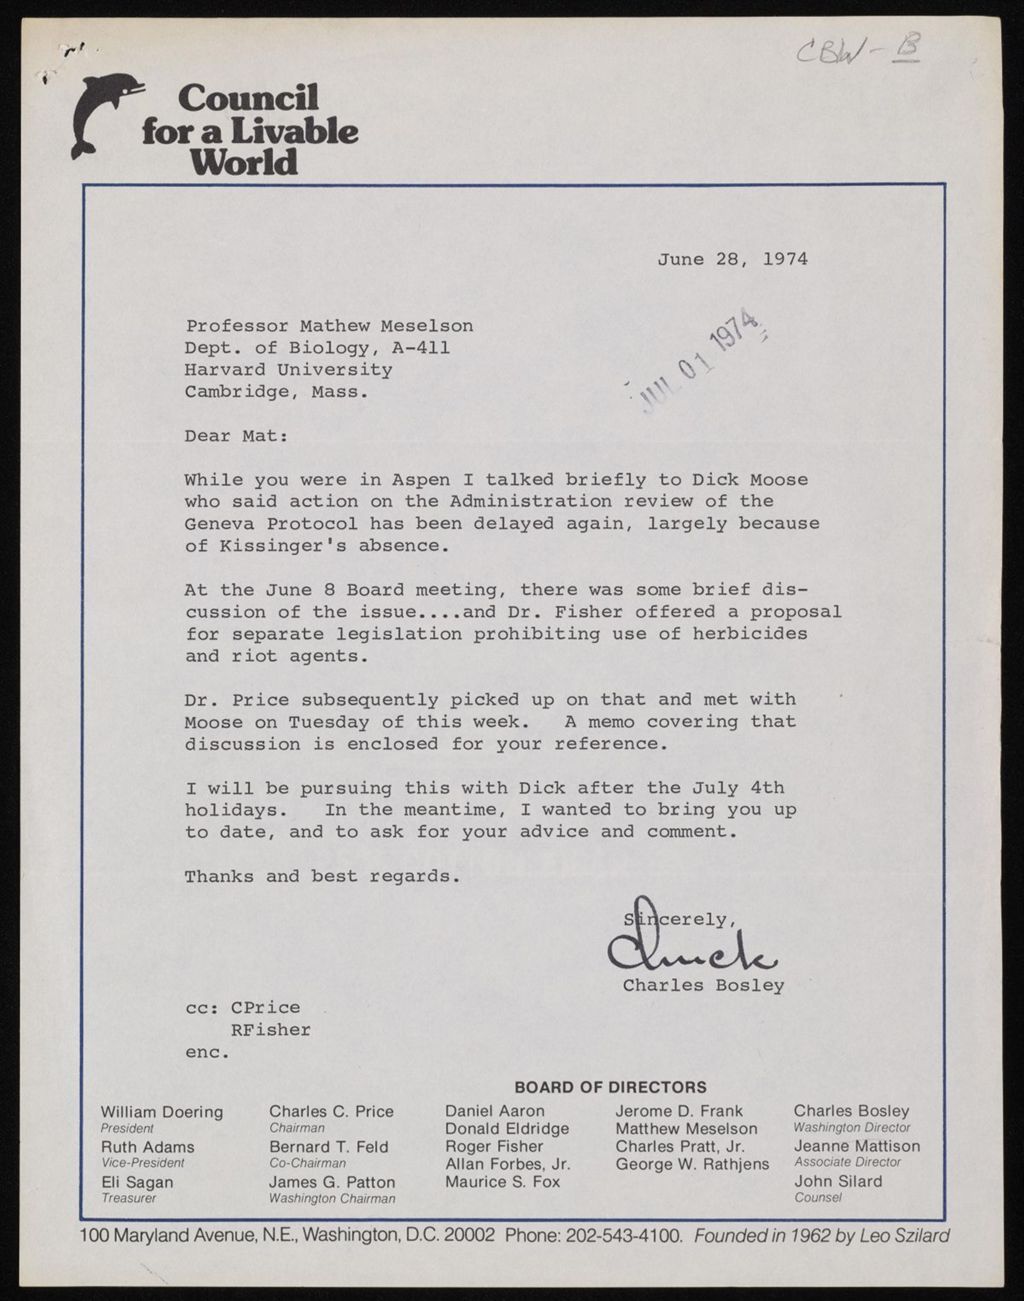 CBW - B
Council
for a Livable
World
June 28, 1974
JUL 01 1974
Professor Mathew Meselson
Dept. of Biology, A-411
Harvard University
Cambridge, Mass.
Dear Mat:
While you were in Aspen I talked briefly to Dick Moose
who said action on the Administration review of the
Geneva Protocol has been delayed again, largely because
of Kissinger's absence.
At the June 8 Board meeting, there was some brief dis-
cussion of the issue....and Dr. Fisher offered a proposal
for separate legislation prohibiting use of herbicides
and riot agents.
Dr. Price subsequently picked up on that and met with
Moose on Tuesday of this week. A memo covering that
discussion is enclosed for your reference.
I will be pursuing this with Dick after the July 4th
holidays. In the meantime, I wanted to bring you up
to date, and to ask for your advice and comment.
Thanks and best regards.
Sincerely,
Chuck
Charles Bosley
cc: CPrice
RFisher
enc.
BOARD OF DIRECTORS
William Doering
President
Ruth Adams
Vice-President
Eli Sagan
Treasurer
Charles C. Price
Chairman
Bernard T. Feld
Co-Chairman
James G. Patton
Washington Chairman
Daniel Aaron
Donald Eldridge
Roger Fisher
Allan Forbes, Jr.
Maurice S. Fox
Jerome D. Frank
Matthew Meselson
Charles Pratt, Jr.
George W. Rathjens
Charles Bosley
Washington Director
Jeanne Mattison
Associate Director
John Silard
Counsel
100 Maryland Avenue, N.E., Washington, D.C. 20002 Phone: 202-543-4100. Founded in 1962 by Leo Szilard